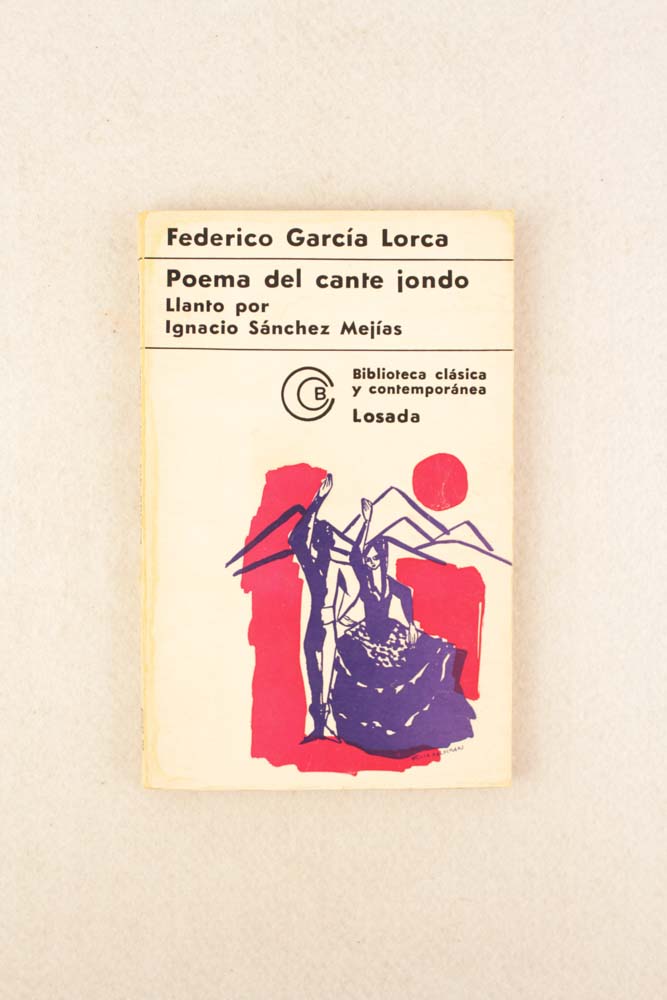 Federico García Lorca
Poema del cante jondo
Llanto por
Ignacio Sánchez Mejías
B
Biblioteca clásica
y contemporánea
Losada